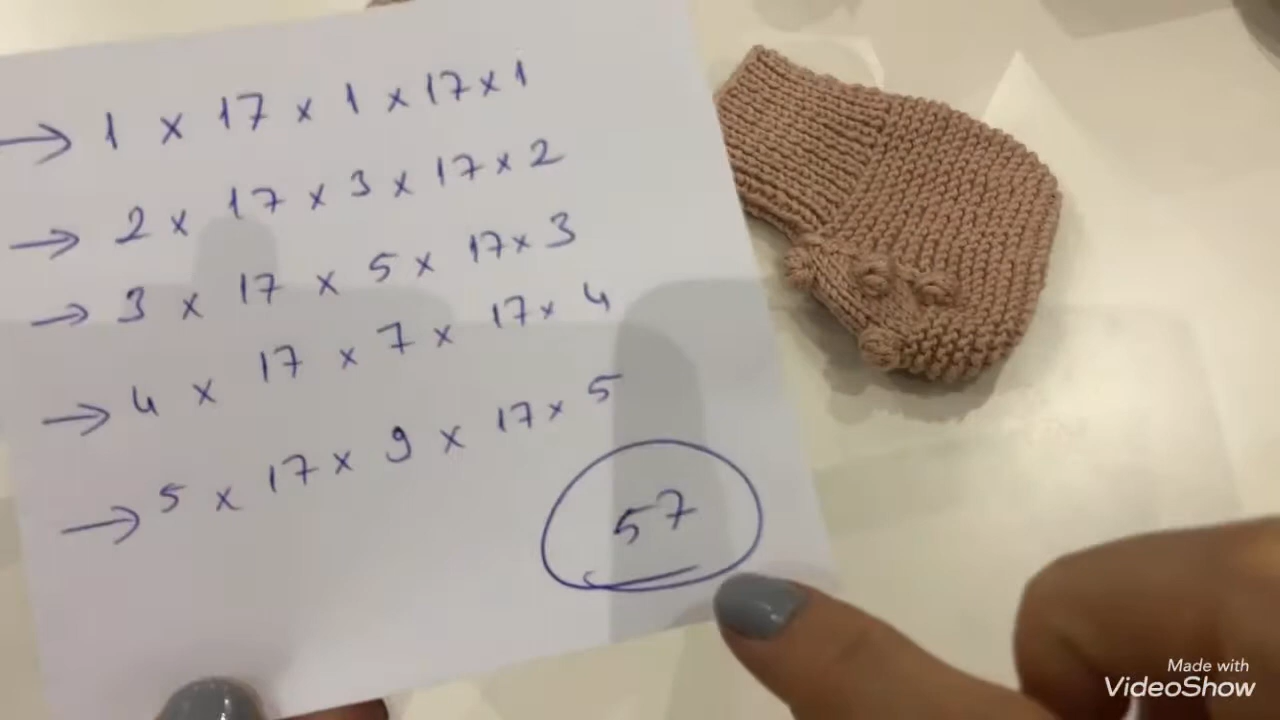 → 1 x 17 x 1 x 17 x 1
→ 2 x 17 x 3 x 17 x 2
→ 3 x 17 x 5 x 17 x 3
→ 4 x 17 x 7 x 17 x 4
→ 5 x 17 x 9 x 17 x 5
57
Made with
VideoShow